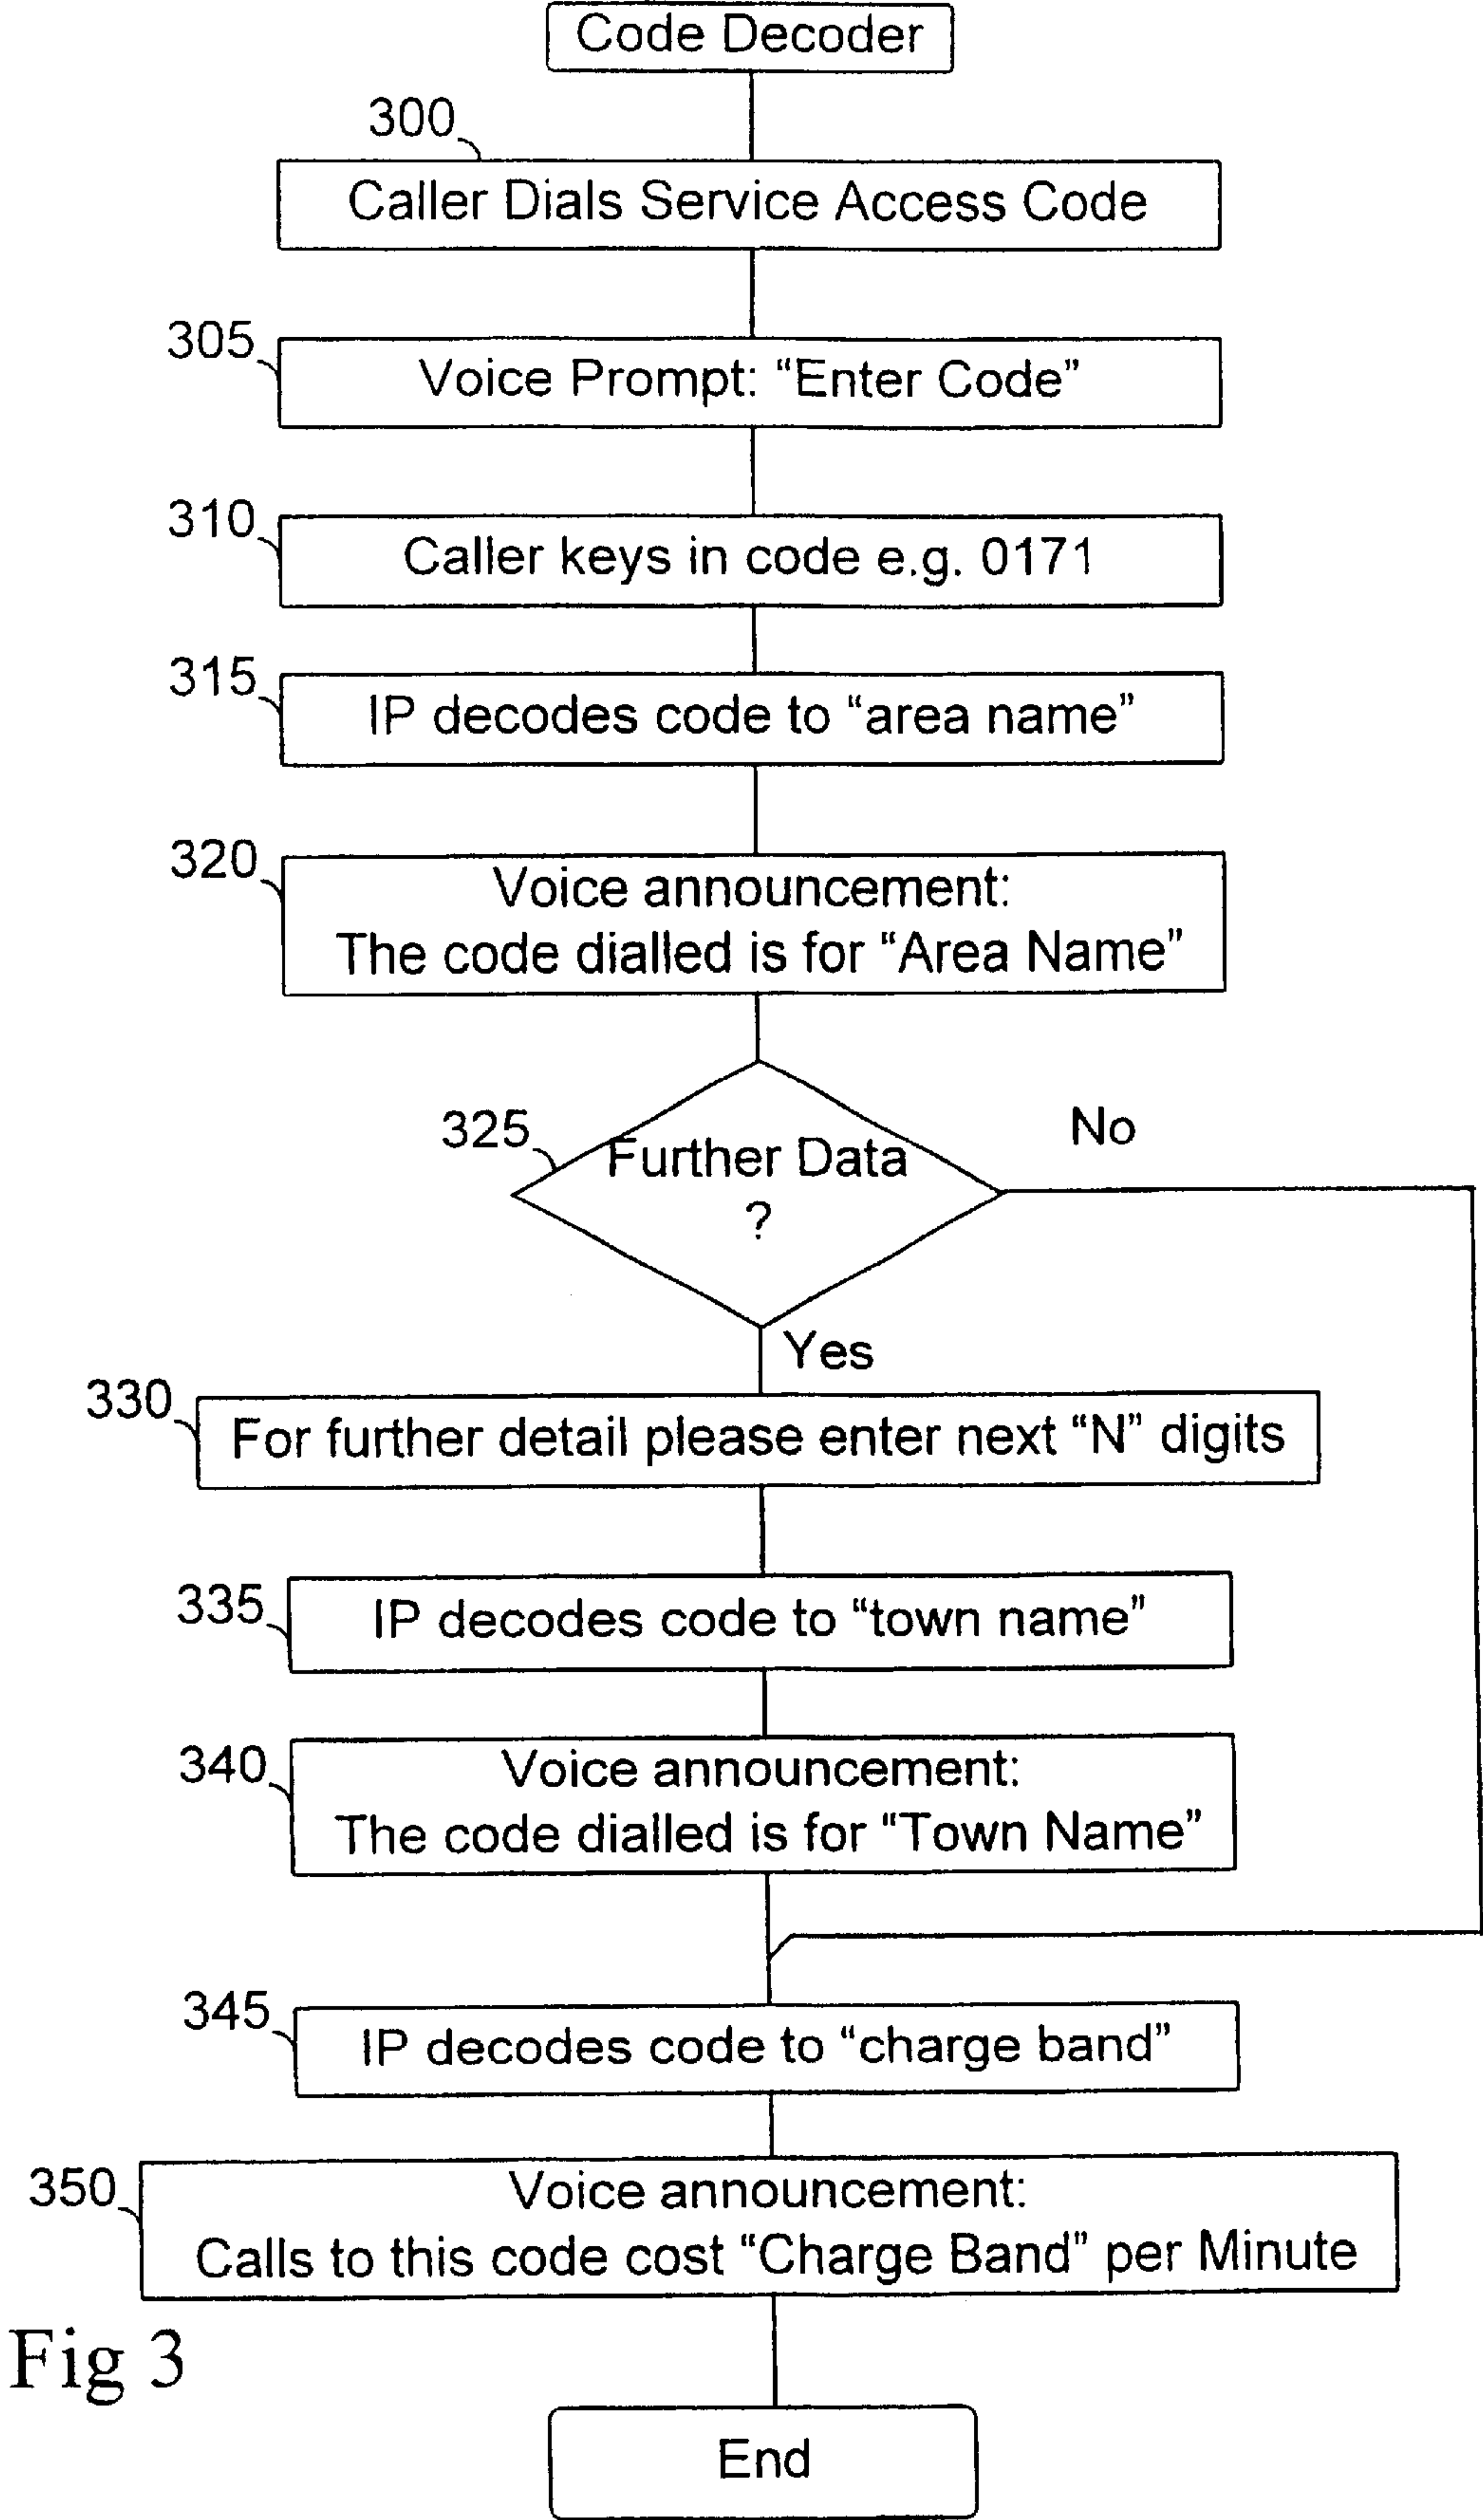 Code Decoder
300
Caller Dials Service Access Code
305
Voice Prompt: “Enter Code”
310
Caller keys in code e.g. 0171
315
IP decodes code to “area name”
320
Voice announcement:
The code dialled is for “Area Name”
325
Further Data
?
No
Yes
330
For further detail please enter next “N” digits
335
IP decodes code to “town name”
340
Voice announcement:
The code dialled is for “Town Name”
345
IP decodes code to “charge band”
350
Voice announcement:
Calls to this code cost “Charge Band” per Minute
Fig 3
End